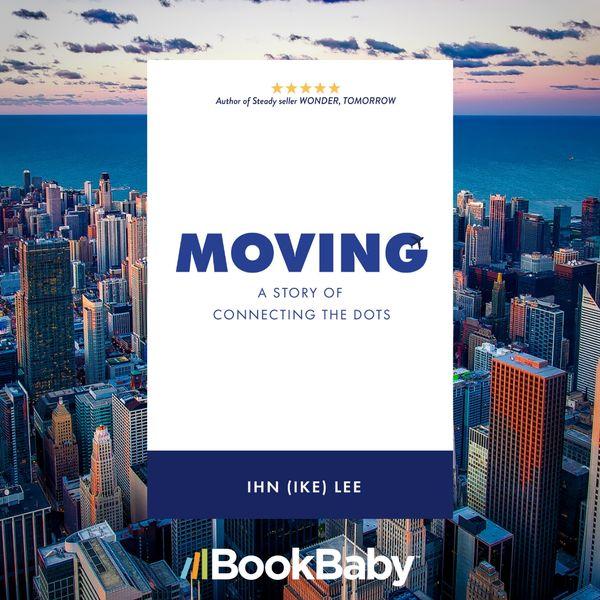 Author of Steady seller WONDER, TOMORROW
MOVING
A STORY OF
CONNECTING THE DOTS
IHN (IKE) LEE
BookBaby